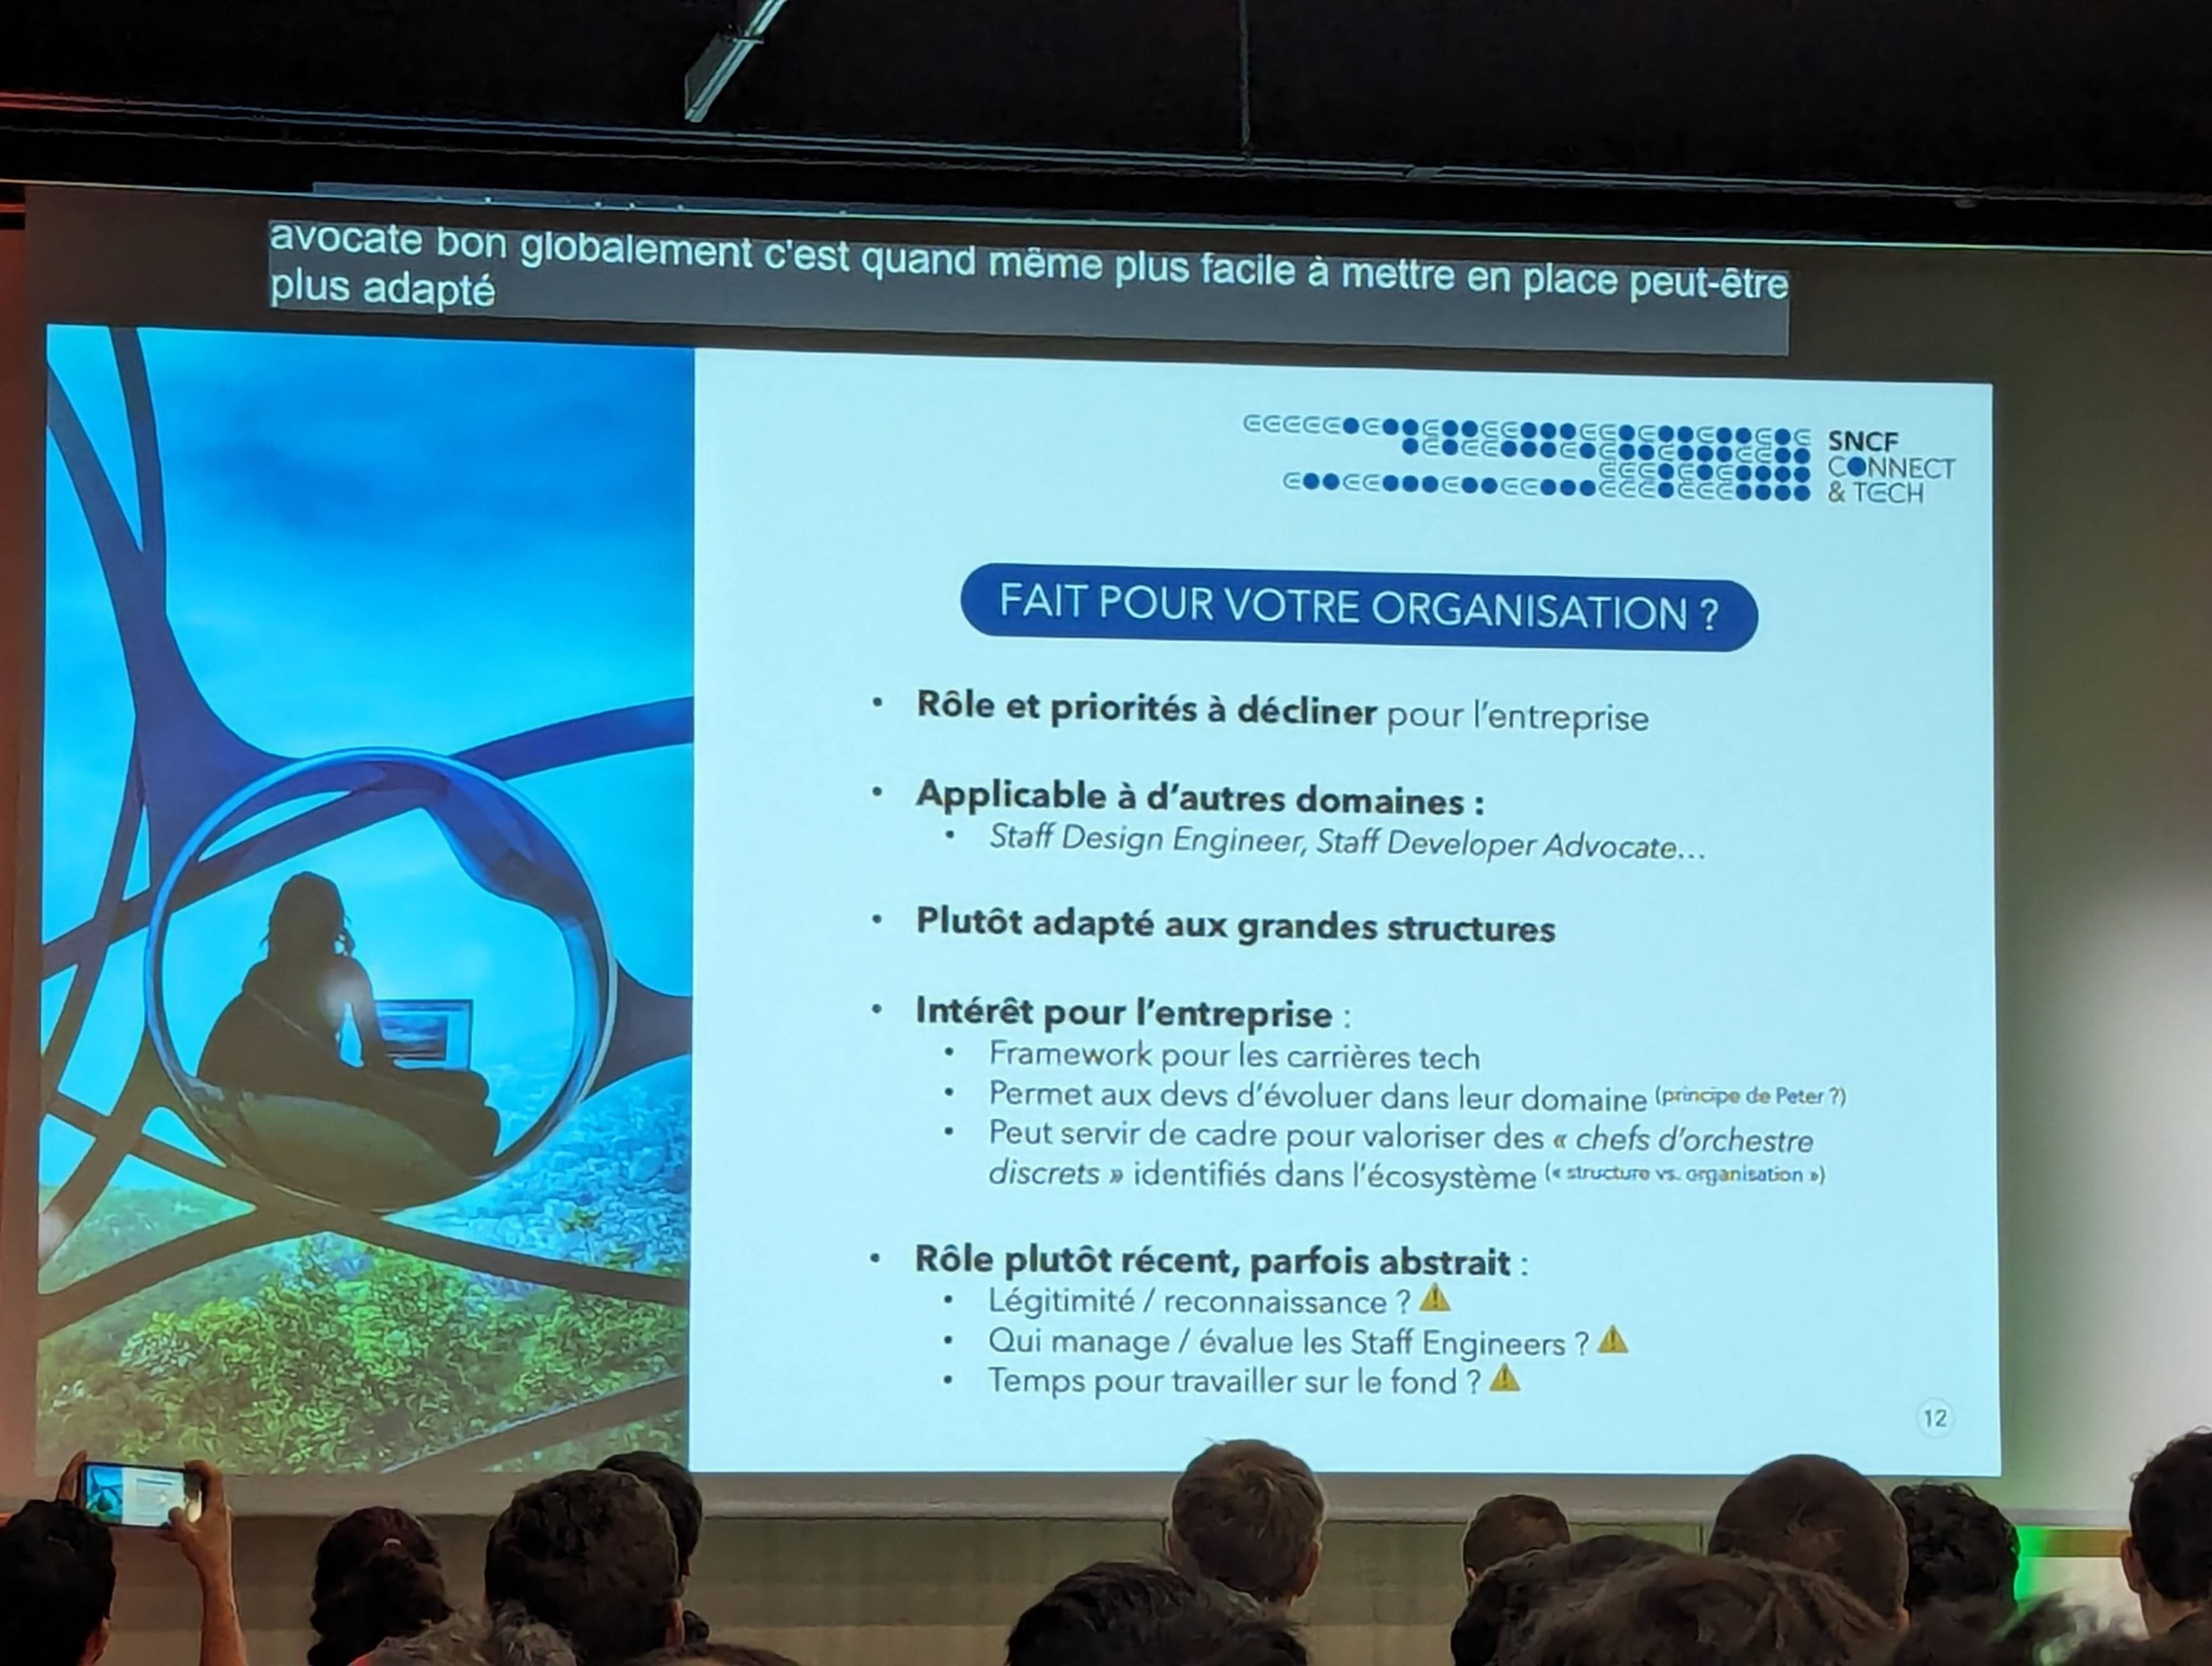 avocate bon globalement c'est quand même plus facile à mettre en place peut-être
plus adapté
SNCF
CONNECT
& TECH
FAIT POUR VOTRE ORGANISATION ?
• Rôle et priorités à décliner pour l'entreprise
• Applicable à d'autres domaines :
• Staff Design Engineer, Staff Developer Advocate...
• Plutôt adapté aux grandes structures
• Intérêt pour l'entreprise :
• Framework pour les carrières tech
• Permet aux devs d'évoluer dans leur domaine (principe de Peter ?)
• Peut servir de cadre pour valoriser des « chefs d'orchestre
discrets » identifiés dans l'écosystème (« structure vs. organisation »)
• Rôle plutôt récent, parfois abstrait :
• Légitimité / reconnaissance ? ⚠
• Qui manage / évalue les Staff Engineers ? ⚠
• Temps pour travailler sur le fond ? ⚠
12